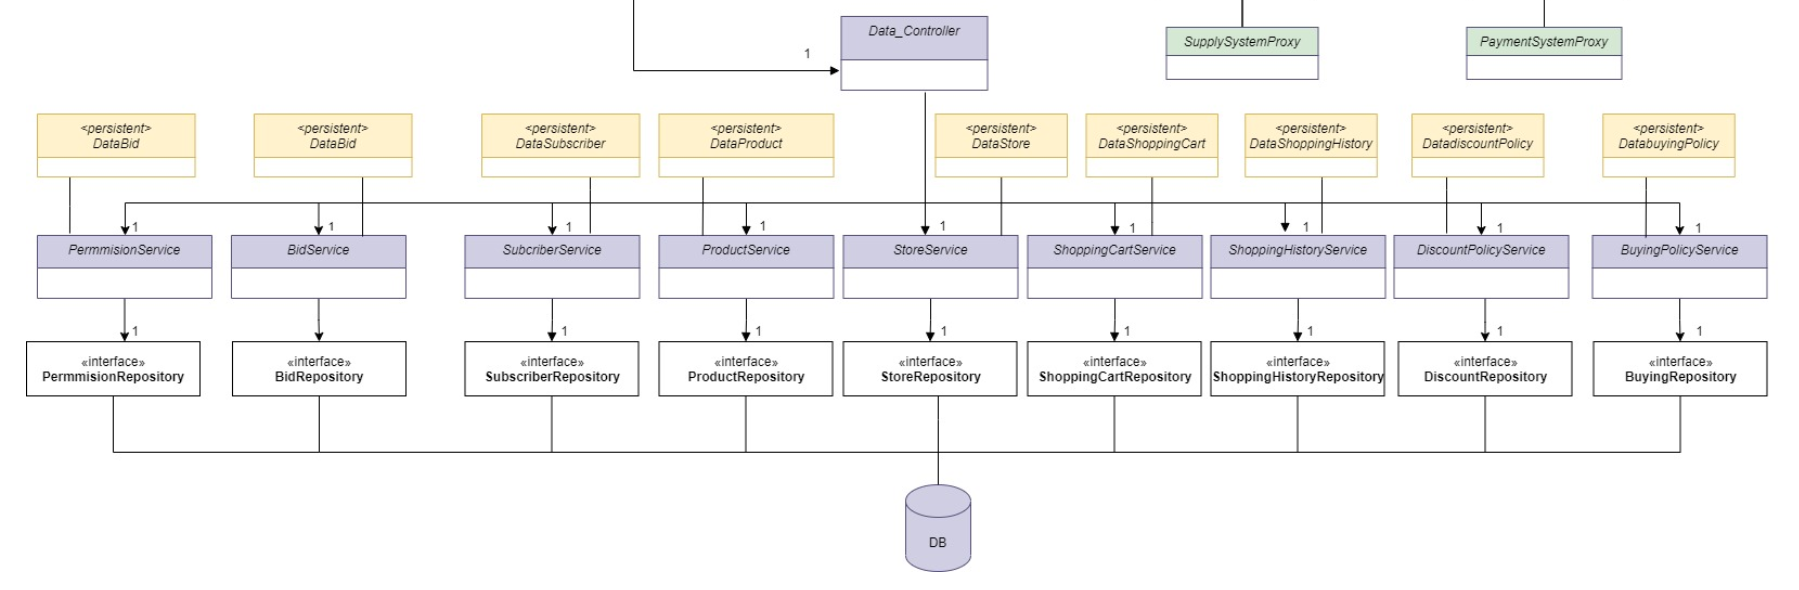 Data_Controller
SupplySystemProxy
PaymentSystemProxy
1
<persistent>
DataBid
<persistent>
DataBid
<persistent>
DataSubscriber
<persistent>
DataProduct
<persistent>
DataStore
<persistent>
DataShoppingCart
<persistent>
DataShoppingHistory
<persistent>
DatadiscountPolicy
<persistent>
DatabuyingPolicy
1
1
1
1
1
1
1
1
1
PermmisionService
BidService
SubcriberService
ProductService
StoreService
ShoppingCartService
ShoppingHistoryService
DiscountPolicyService
BuyingPolicyService
1
1
1
1
1
1
1
1
«interface»
PermmisionRepository
«interface»
BidRepository
«interface»
SubscriberRepository
«interface»
ProductRepository
«interface»
StoreRepository
«interface»
ShoppingCartRepository
«interface»
ShoppingHistoryRepository
«interface»
DiscountRepository
«interface»
BuyingRepository
DB